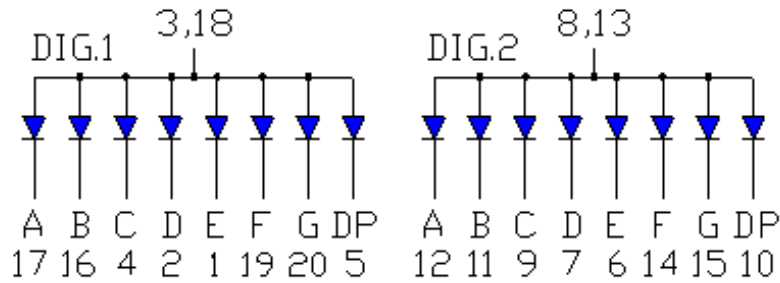 3,18 8,13
DIG.1 DIG.2
A B C D E F G DP A B C D E F G DP
17 16 4 2 1 19 20 5 12 11 9 7 6 14 15 10